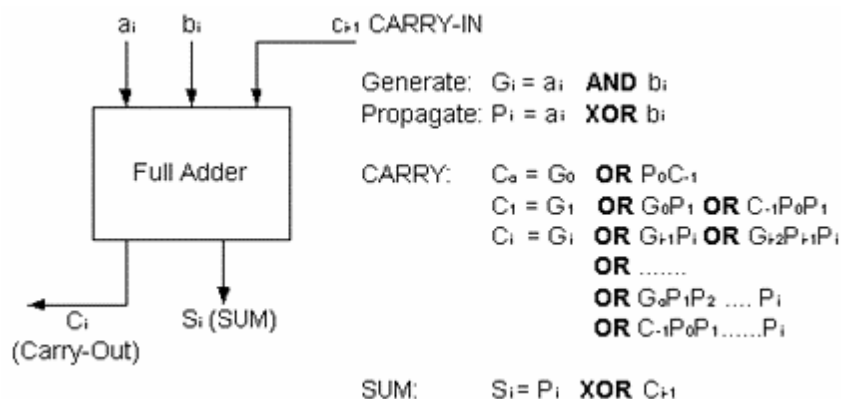 aᵢ bᵢ cᵢ₋₁ CARRY-IN
Generate: Gᵢ = aᵢ AND bᵢ
Propagate: Pᵢ = aᵢ XOR bᵢ
Full Adder
CARRY: C₀ = G₀ OR P₀C₋₁
C₁ = G₁ OR G₀P₁ OR C₋₁P₀P₁
Cᵢ = Gᵢ OR Gᵢ₋₁Pᵢ OR Gᵢ₋₂Pᵢ₋₁Pᵢ
OR .......
OR G₀P₁P₂ .... Pᵢ
OR C₋₁P₀P₁......Pᵢ
Cᵢ
(Carry-Out)
Sᵢ (SUM)
SUM: Sᵢ = Pᵢ XOR Cᵢ₋₁